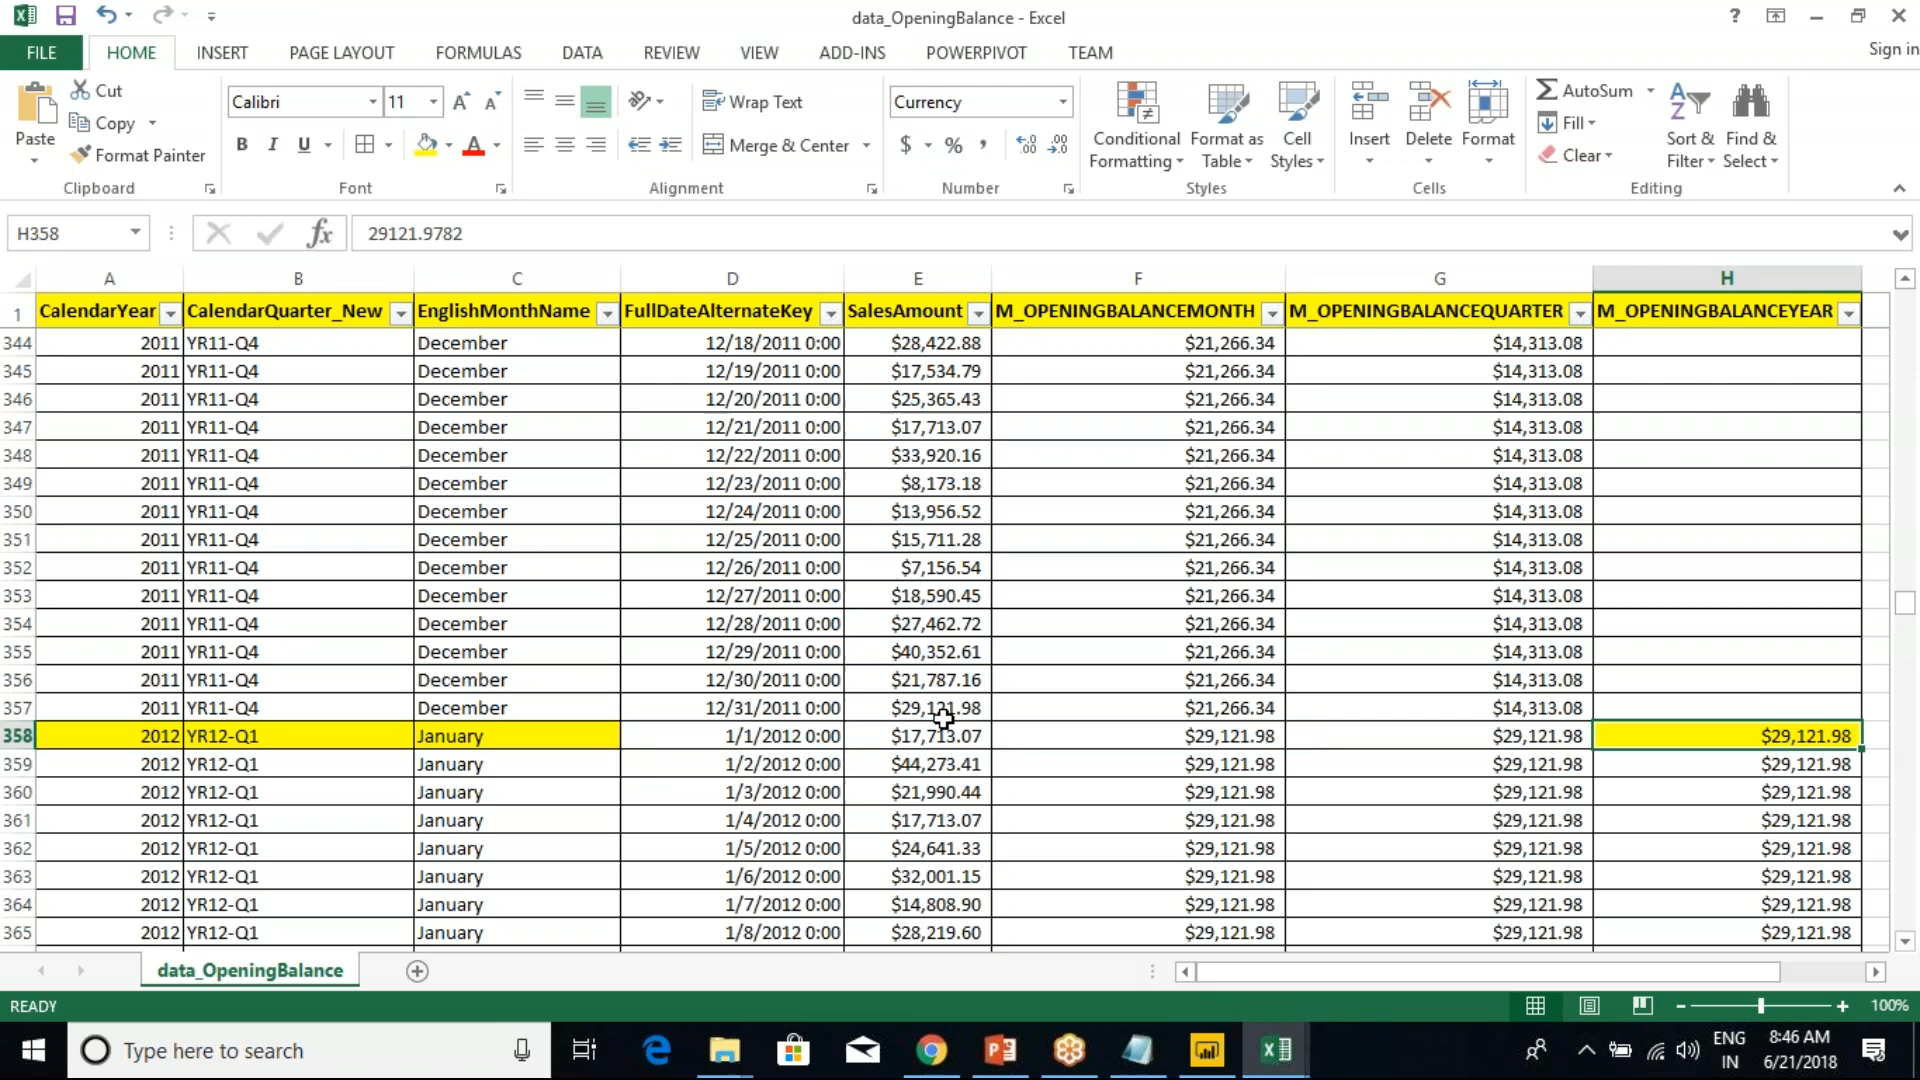 data_OpeningBalance - Excel
?
Sign in
FILE HOME INSERT PAGE LAYOUT FORMULAS DATA REVIEW VIEW ADD-INS POWERPIVOT TEAM
Paste Cut Copy Format Painter Clipboard
Calibri 11 B I U Font
Wrap Text Merge & Center Alignment
Currency $ % , Number
Conditional Formatting Format as Table Cell Styles Styles
Insert Delete Format Cells
AutoSum Fill Clear Sort & Filter Find & Select Editing
H358 fx 29121.9782
A B C D E F G H
1 CalendarYear CalendarQuarter_New EnglishMonthName FullDateAlternateKey SalesAmount M_OPENINGBALANCEMONTH M_OPENINGBALANCEQUARTER M_OPENINGBALANCEYEAR
344 2011 YR11-Q4 December 12/18/2011 0:00 $28,422.88 $21,266.34 $14,313.08
345 2011 YR11-Q4 December 12/19/2011 0:00 $17,534.79 $21,266.34 $14,313.08
346 2011 YR11-Q4 December 12/20/2011 0:00 $25,365.43 $21,266.34 $14,313.08
347 2011 YR11-Q4 December 12/21/2011 0:00 $17,713.07 $21,266.34 $14,313.08
348 2011 YR11-Q4 December 12/22/2011 0:00 $33,920.16 $21,266.34 $14,313.08
349 2011 YR11-Q4 December 12/23/2011 0:00 $8,173.18 $21,266.34 $14,313.08
350 2011 YR11-Q4 December 12/24/2011 0:00 $13,956.52 $21,266.34 $14,313.08
351 2011 YR11-Q4 December 12/25/2011 0:00 $15,711.28 $21,266.34 $14,313.08
352 2011 YR11-Q4 December 12/26/2011 0:00 $7,156.54 $21,266.34 $14,313.08
353 2011 YR11-Q4 December 12/27/2011 0:00 $18,590.45 $21,266.34 $14,313.08
354 2011 YR11-Q4 December 12/28/2011 0:00 $27,462.72 $21,266.34 $14,313.08
355 2011 YR11-Q4 December 12/29/2011 0:00 $40,352.61 $21,266.34 $14,313.08
356 2011 YR11-Q4 December 12/30/2011 0:00 $21,787.16 $21,266.34 $14,313.08
357 2011 YR11-Q4 December 12/31/2011 0:00 $29,121.98 $21,266.34 $14,313.08
358 2012 YR12-Q1 January 1/1/2012 0:00 $17,713.07 $29,121.98 $29,121.98 $29,121.98
359 2012 YR12-Q1 January 1/2/2012 0:00 $44,273.41 $29,121.98 $29,121.98 $29,121.98
360 2012 YR12-Q1 January 1/3/2012 0:00 $21,990.44 $29,121.98 $29,121.98 $29,121.98
361 2012 YR12-Q1 January 1/4/2012 0:00 $17,713.07 $29,121.98 $29,121.98 $29,121.98
362 2012 YR12-Q1 January 1/5/2012 0:00 $24,641.33 $29,121.98 $29,121.98 $29,121.98
363 2012 YR12-Q1 January 1/6/2012 0:00 $32,001.15 $29,121.98 $29,121.98 $29,121.98
364 2012 YR12-Q1 January 1/7/2012 0:00 $14,808.90 $29,121.98 $29,121.98 $29,121.98
365 2012 YR12-Q1 January 1/8/2012 0:00 $28,219.60 $29,121.98 $29,121.98 $29,121.98
data_OpeningBalance
READY 100%
Type here to search
ENG IN
8:46 AM
6/21/2018